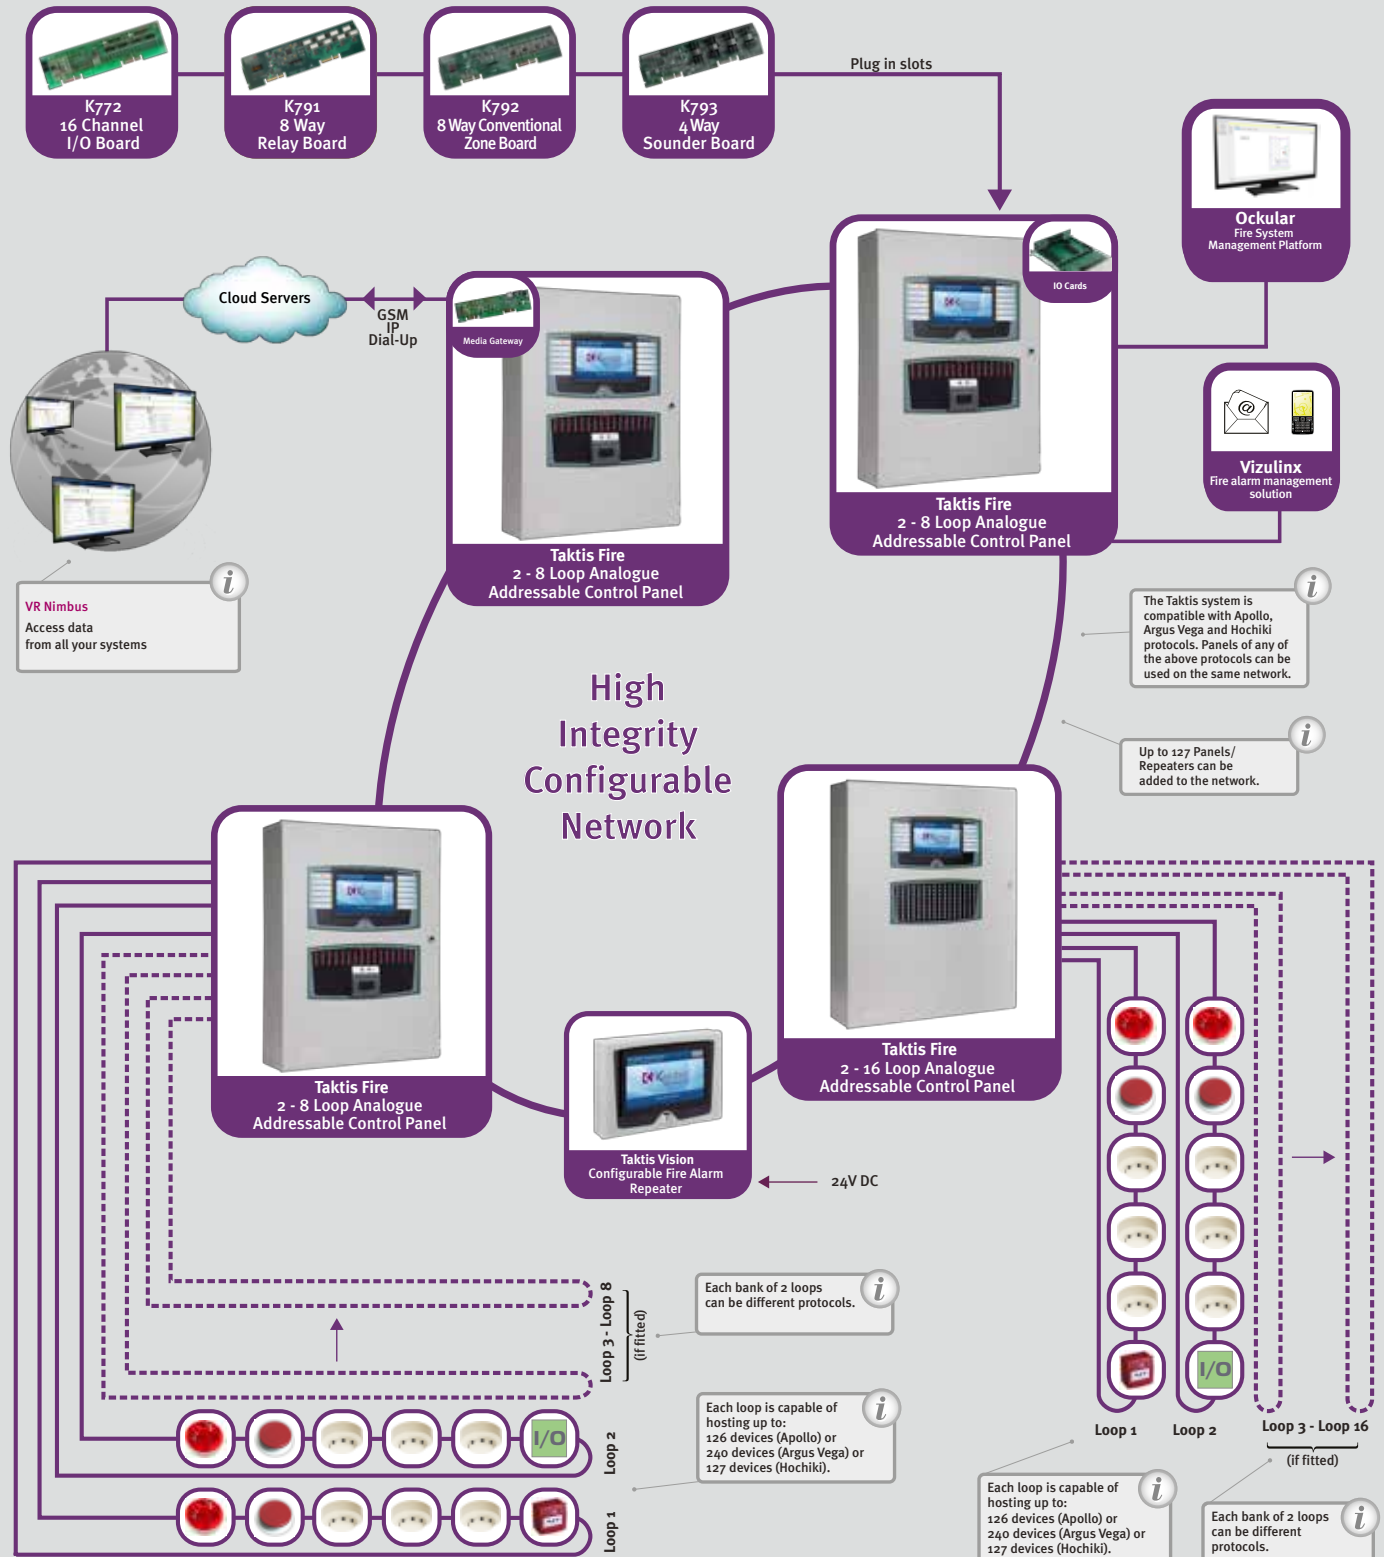 K772
16 Channel
I/O Board
K791
8 Way
Relay Board
K792
8 Way Conventional
Zone Board
K793
4 Way
Sounder Board
Plug in slots
Ockular
Fire System
Management Platform
IO Cards
Cloud Servers
GSM
IP
Dial-Up
Media Gateway
Vizulinx
Fire alarm management
solution
Taktis Fire
2 - 8 Loop Analogue
Addressable Control Panel
Taktis Fire
2 - 8 Loop Analogue
Addressable Control Panel
VR Nimbus
Access data
from all your systems
The Taktis system is
compatible with Apollo,
Argus Vega and Hochiki
protocols. Panels of any of
the above protocols can be
used on the same network.
High
Integrity
Configurable
Network
Up to 127 Panels/
Repeaters can be
added to the network.
Taktis Fire
2 - 8 Loop Analogue
Addressable Control Panel
Taktis Fire
2 - 16 Loop Analogue
Addressable Control Panel
Taktis Vision
Configurable Fire Alarm
Repeater
24V DC
Loop 3 - Loop 8
(if fitted)
Each bank of 2 loops
can be different protocols.
Each loop is capable of
hosting up to:
126 devices (Apollo) or
240 devices (Argus Vega) or
127 devices (Hochiki).
I/O
Loop 2
Loop 1
I/O
Loop 1
Loop 2
Loop 3 - Loop 16
(if fitted)
Each loop is capable of
hosting up to:
126 devices (Apollo) or
240 devices (Argus Vega) or
127 devices (Hochiki).
Each bank of 2 loops
can be different
protocols.